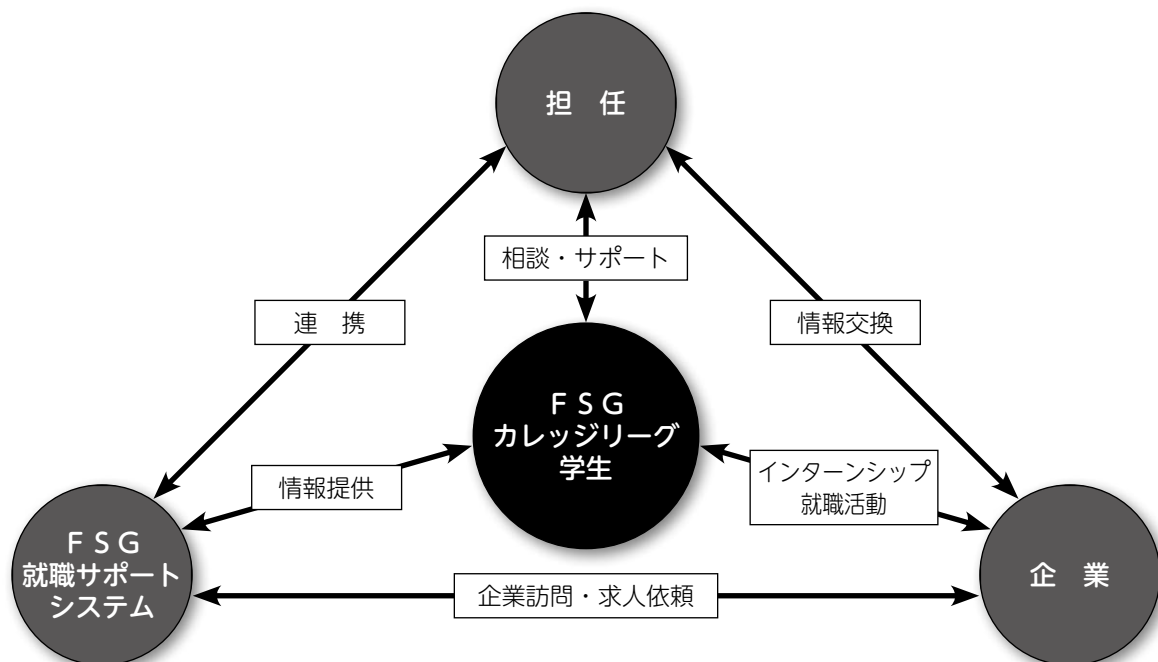 担　任
相談・サポート
連　携
情報交換
ＦＳＧ
カレッジリーグ
学生
情報提供
インターンシップ
就職活動
ＦＳＧ
就職サポート
システム
企業訪問・求人依頼
企　業